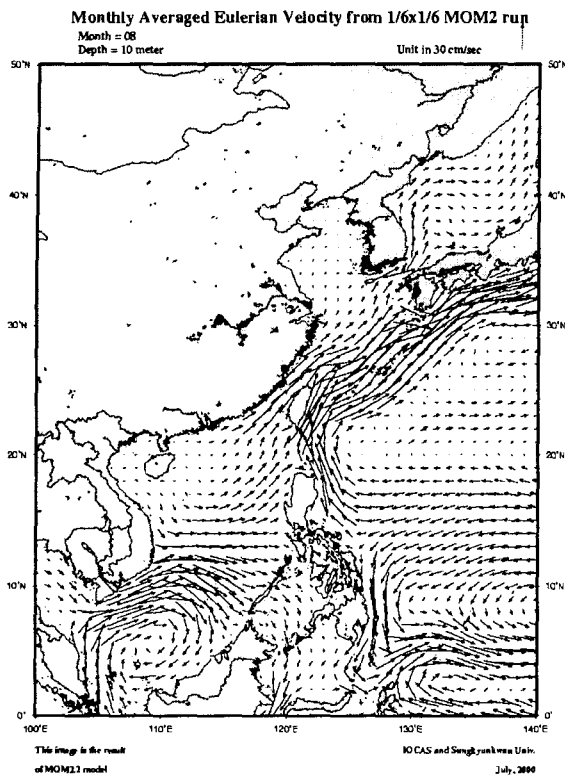 Monthly Averaged Eulerian Velocity from 1/6x1/6 MOM2 run
Month = 08
Depth = 10 meter
Unit in 30 cm/sec
50°N
50°N
40°N
40°N
30°N
30°N
20°N
20°N
10°N
10°N
0°
0°
100°E
110°E
120°E
130°E
140°E
This image is the result
of MOM2.2 model
IOCAS and Sungkyunkwan Univ.
July, 2000